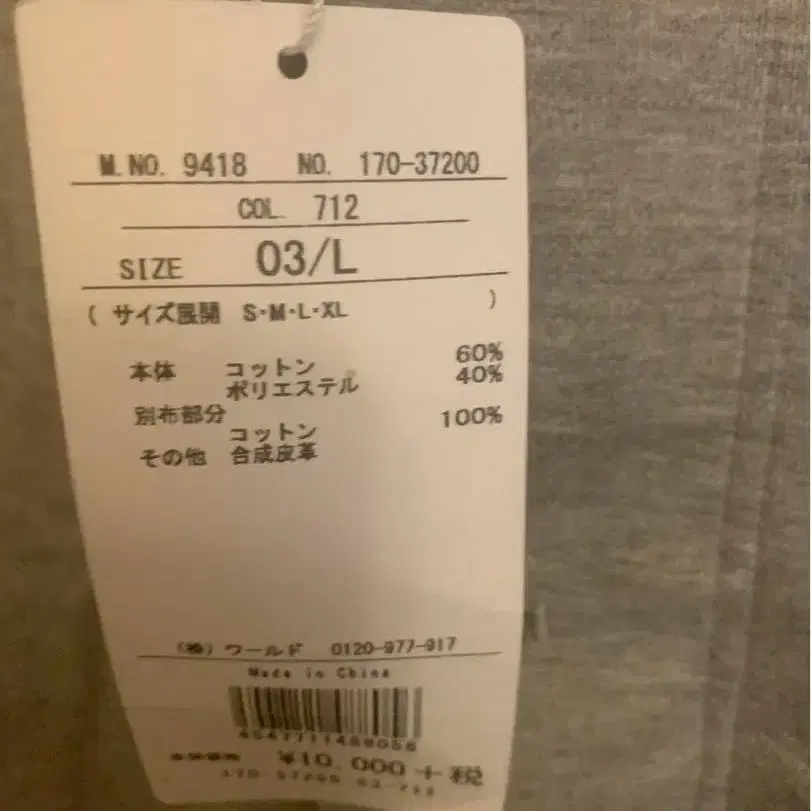 M.NO. 9418 NO. 170-37200
COL. 712
SIZE 03/L
( サイズ展開 S・M・L・XL )
本体 コットン 60%
ポリエステル 40%
別布部分
コットン 100%
その他 合成皮革
(株) ワールド 0120-977-917
Made in China
¥10,000+税